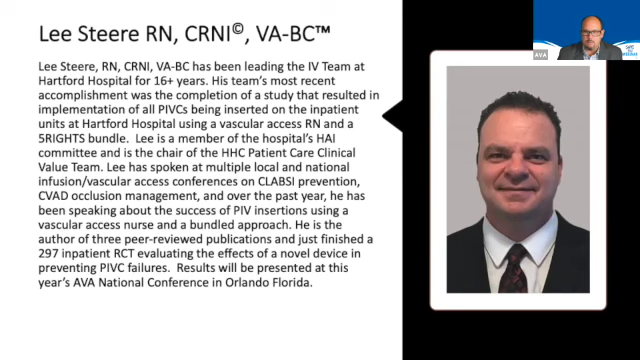 Lee Steere RN, CRNI©, VA-BC™
Lee Steere, RN, CRNI, VA-BC has been leading the IV Team at
Hartford Hospital for 16+ years. His team's most recent
accomplishment was the completion of a study that resulted in
implementation of all PIVCs being inserted on the inpatient
units at Hartford Hospital using a vascular access RN and a
5RIGHTS bundle.  Lee is a member of the hospital's HAI
committee and is the chair of the HHC Patient Care Clinical
Value Team. Lee has spoken at multiple local and national
infusion/vascular access conferences on CLABSI prevention,
CVAD occlusion management, and over the past year, he has
been speaking about the success of PIV insertions using a
vascular access nurse and a bundled approach. He is the
author of three peer-reviewed publications and just finished a
297 inpatient RCT evaluating the effects of a novel device in
preventing PIVC failures.  Results will be presented at this
year's AVA National Conference in Orlando Florida.
AVA